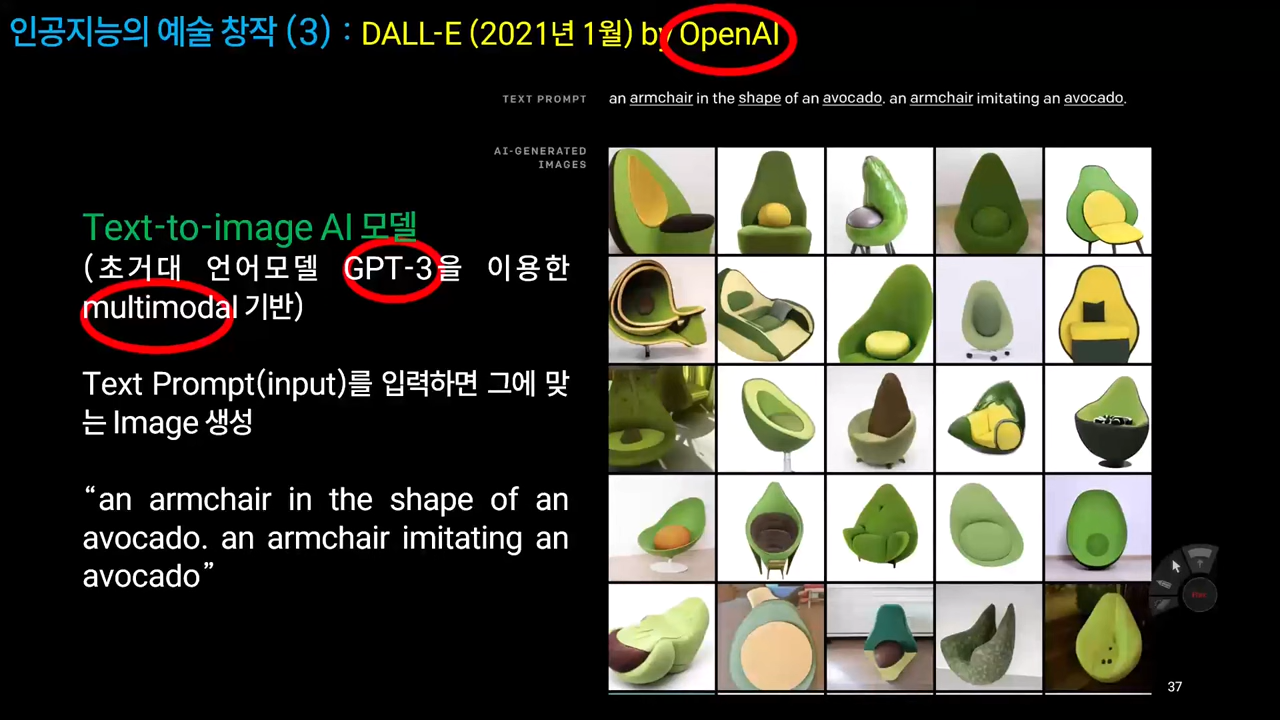 인공지능의 예술 창작 (3) : DALL-E (2021년 1월) by OpenAI
TEXT PROMPT
an armchair in the shape of an avocado. an armchair imitating an avocado.
AI-GENERATED
IMAGES
Text-to-image AI 모델
(초거대 언어모델 GPT-3을 이용한
multimodal 기반)
Text Prompt(input)를 입력하면 그에 맞
는 Image 생성
“an armchair in the shape of an
avocado. an armchair imitating an
avocado”
37